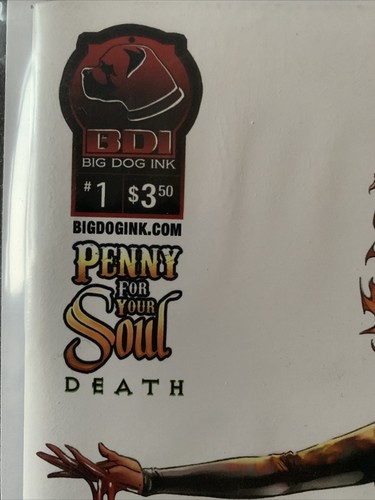 BDI
BIG DOG INK
#1 $3.50
BIGDOGINK.COM
PENNY
FOR
YOUR
Soul
DEATH